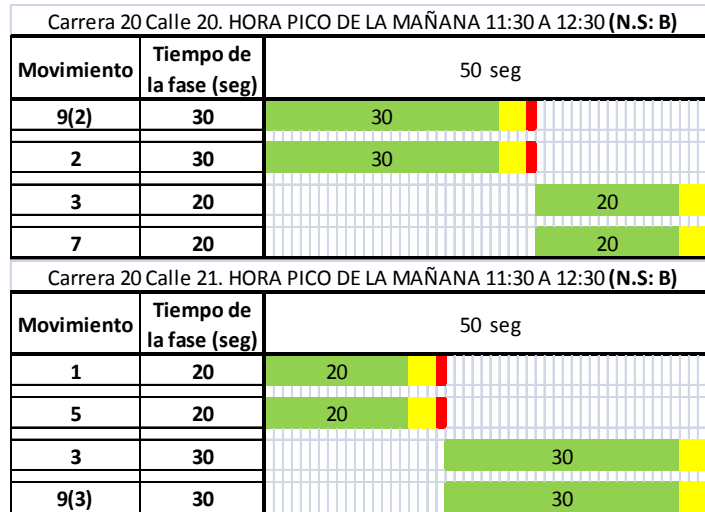 Carrera 20 Calle 20. HORA PICO DE LA MAÑANA 11:30 A 12:30 (N.S: B)
Movimiento Tiempo de la fase (seg) 50 seg
9(2) 30 30
2 30 30
3 20 20
7 20 20
Carrera 20 Calle 21. HORA PICO DE LA MAÑANA 11:30 A 12:30 (N.S: B)
Movimiento Tiempo de la fase (seg) 50 seg
1 20 20
5 20 20
3 30 30
9(3) 30 30